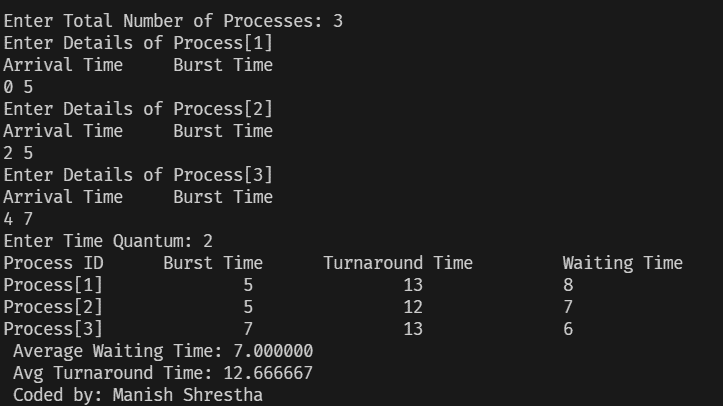 Enter Total Number of Processes: 3
Enter Details of Process[1]
Arrival Time     Burst Time
0 5
Enter Details of Process[2]
Arrival Time     Burst Time
2 5
Enter Details of Process[3]
Arrival Time     Burst Time
4 7
Enter Time Quantum: 2
Process ID      Burst Time      Turnaround Time         Waiting Time
Process[1]              5               13              8
Process[2]              5               12              7
Process[3]              7               13              6
 Average Waiting Time: 7.000000
 Avg Turnaround Time: 12.666667
 Coded by: Manish Shrestha